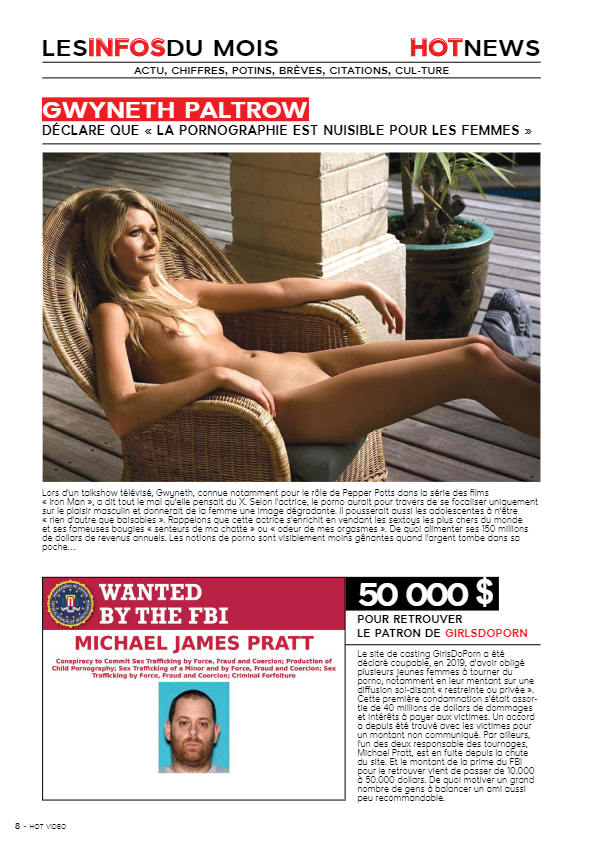 LESINFOSDU MOIS
HOTNEWS
ACTU, CHIFFRES, POTINS, BRÈVES, CITATIONS, CUL-TURE
GWYNETH PALTROW
DÉCLARE QUE « LA PORNOGRAPHIE EST NUISIBLE POUR LES FEMMES »
Lors d'un talkshow télévisé, Gwyneth, connue notamment pour le rôle de Pepper Potts dans la série des films
« Iron Man », a dit tout le mal qu'elle pensait du X. Selon l'actrice, le porno aurait pour travers de se focaliser uniquement
sur le plaisir masculin et donnerait de la femme une image dégradante. Il pousserait aussi les adolescentes à n'être
« rien d'autre que baisables ». Rappelons que cette actrice s'enrichit en vendant les sextoys les plus chers du monde
et ses fameuses bougies « senteurs de ma chatte » ou « odeur de mes orgasmes ». De quoi alimenter ses 150 millions
de dollars de revenus annuels. Les notions de porno sont visiblement moins gênantes quand l'argent tombe dans sa
poche...
WANTED
BY THE FBI
MICHAEL JAMES PRATT
Conspiracy to Commit Sex Trafficking by Force, Fraud and Coercion; Production of
Child Pornography; Sex Trafficking of a Minor and by Force, Fraud and Coercion; Sex
Trafficking by Force, Fraud and Coercion; Criminal Forfeiture
50 000 $
POUR RETROUVER
LE PATRON DE GIRLSDOPORN
Le site de casting GirlsDoPorn a été
déclaré coupable, en 2019, d'avoir obligé
plusieurs jeunes femmes à tourner du
porno, notamment en leur mentant sur une
diffusion soi-disant « restreinte ou privée ».
Cette première condamnation s'était assor-
tie de 40 millions de dollars de dommages
et intérêts à payer aux victimes. Un accord
a depuis été trouvé avec les victimes pour
un montant non communiqué. Par ailleurs,
l'un des deux responsable des tournages,
Michael Pratt, est en fuite depuis la chute
du site. Et le montant de la prime du FBI
pour le retrouver vient de passer de 10.000
à 50.000 dollars. De quoi motiver un grand
nombre de gens à balancer un ami aussi
peu recommandable.
8 - HOT VIDEO